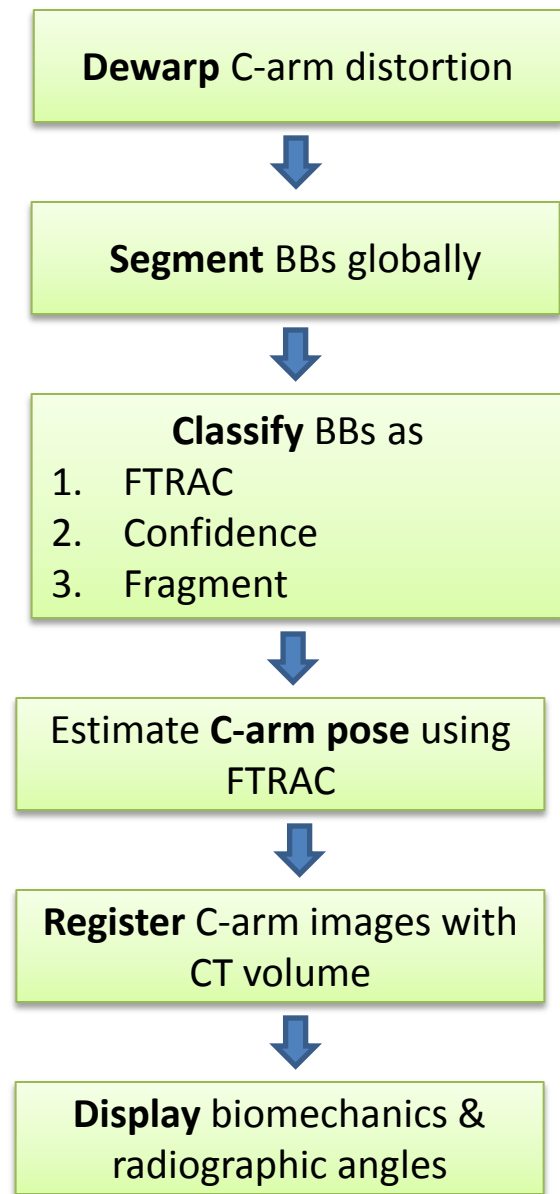 Dewarp C-arm distortion
Segment BBs globally
Classify BBs as
1. FTRAC
2. Confidence
3. Fragment
Estimate C-arm pose using
FTRAC
Register C-arm images with
CT volume
Display biomechanics &
radiographic angles